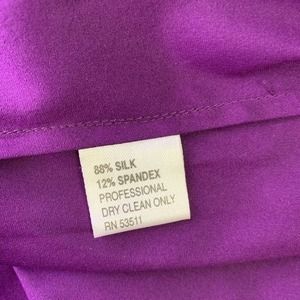 88% SILK
12% SPANDEX
PROFESSIONAL
DRY CLEAN ONLY
RN 53511